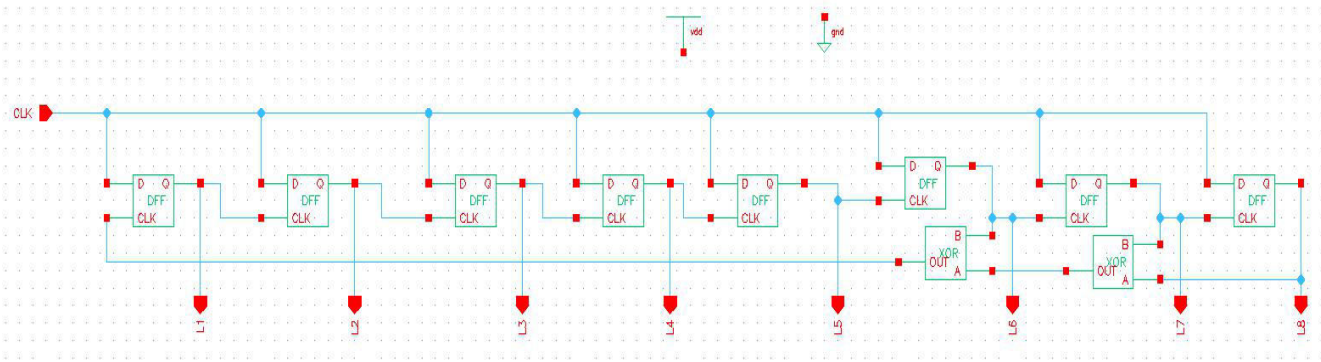 vdd
gnd
CLK
D Q
DFF
CLK
D Q
DFF
CLK
D Q
DFF
CLK
D Q
DFF
CLK
D Q
DFF
CLK
D Q
DFF
CLK
D Q
DFF
CLK
D Q
DFF
CLK
B
XOR
OUT
A
B
XOR
OUT
A
L1
L2
L3
L4
L5
L6
L7
L8